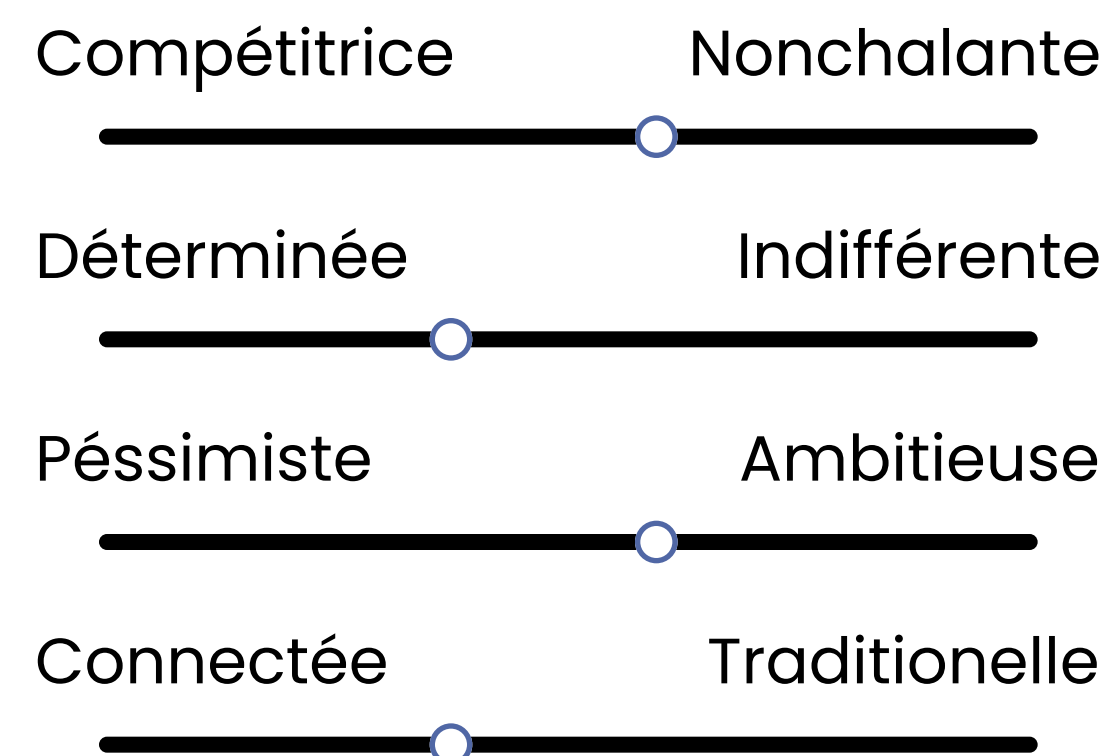 Compétitrice Nonchalante
Déterminée Indifférente
Péssimiste Ambitieuse
Connectée Traditionelle